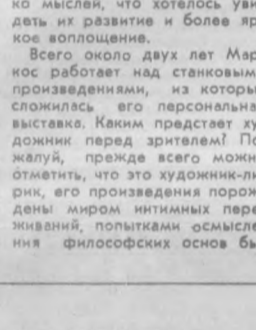 ко мыслей, что хотелось уви
деть их развитие и более яр
кое воплощение.
Всего около двух лет Мар
кос работает над станковым
произведениями, из которы
сложилась его персональна
выставка. Каким предстает ху
дожник перед зрителем? По
жалуй, прежде всего можн
отметить, что это художник-ли
рик, его произведения порож
дены миром интимных пере
живаний, попытками осмысле
ния философских основ бы